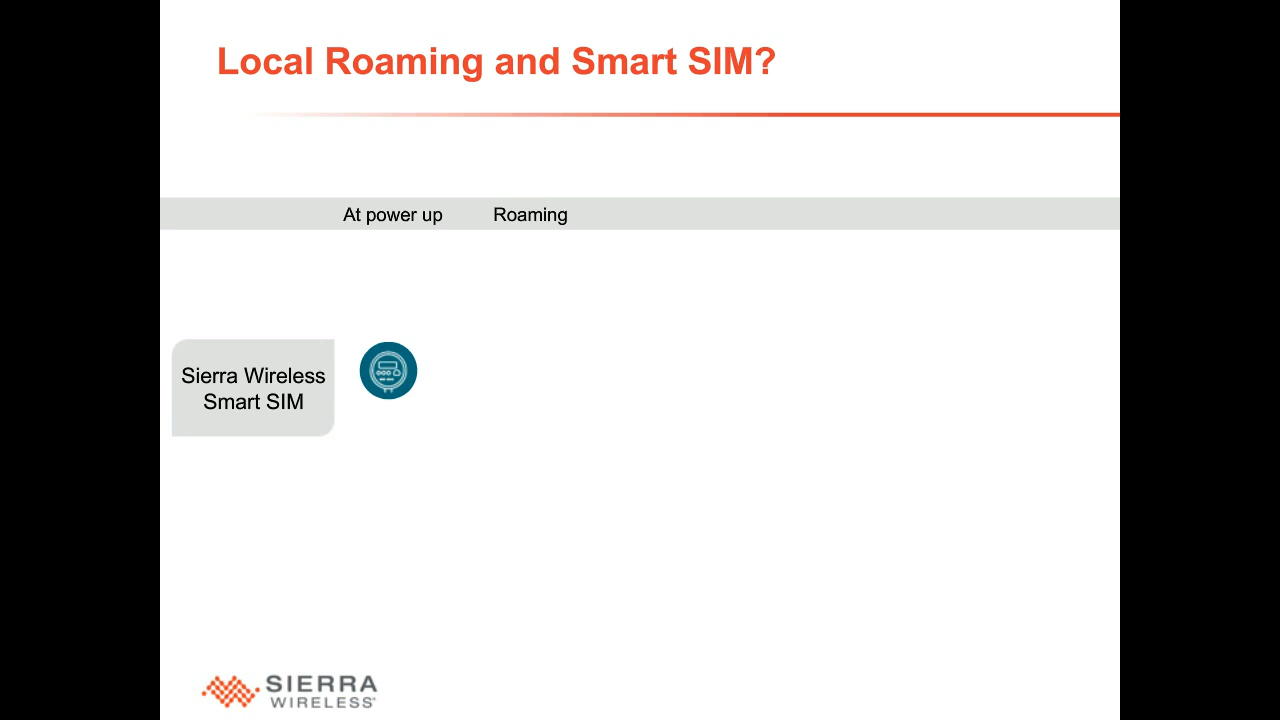 Local Roaming and Smart SIM?
At power up Roaming
Sierra Wireless
Smart SIM
SIERRA
WIRELESS